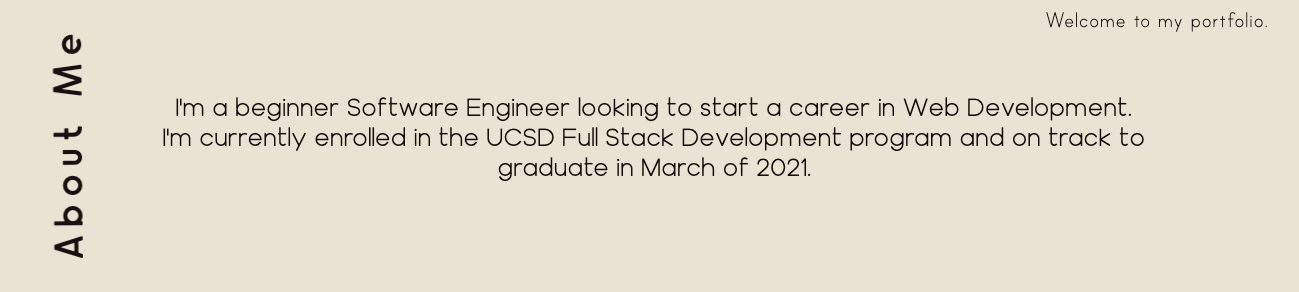 Welcome to my portfolio.
About Me
I'm a beginner Software Engineer looking to start a career in Web Development.
I'm currently enrolled in the UCSD Full Stack Development program and on track to
graduate in March of 2021.